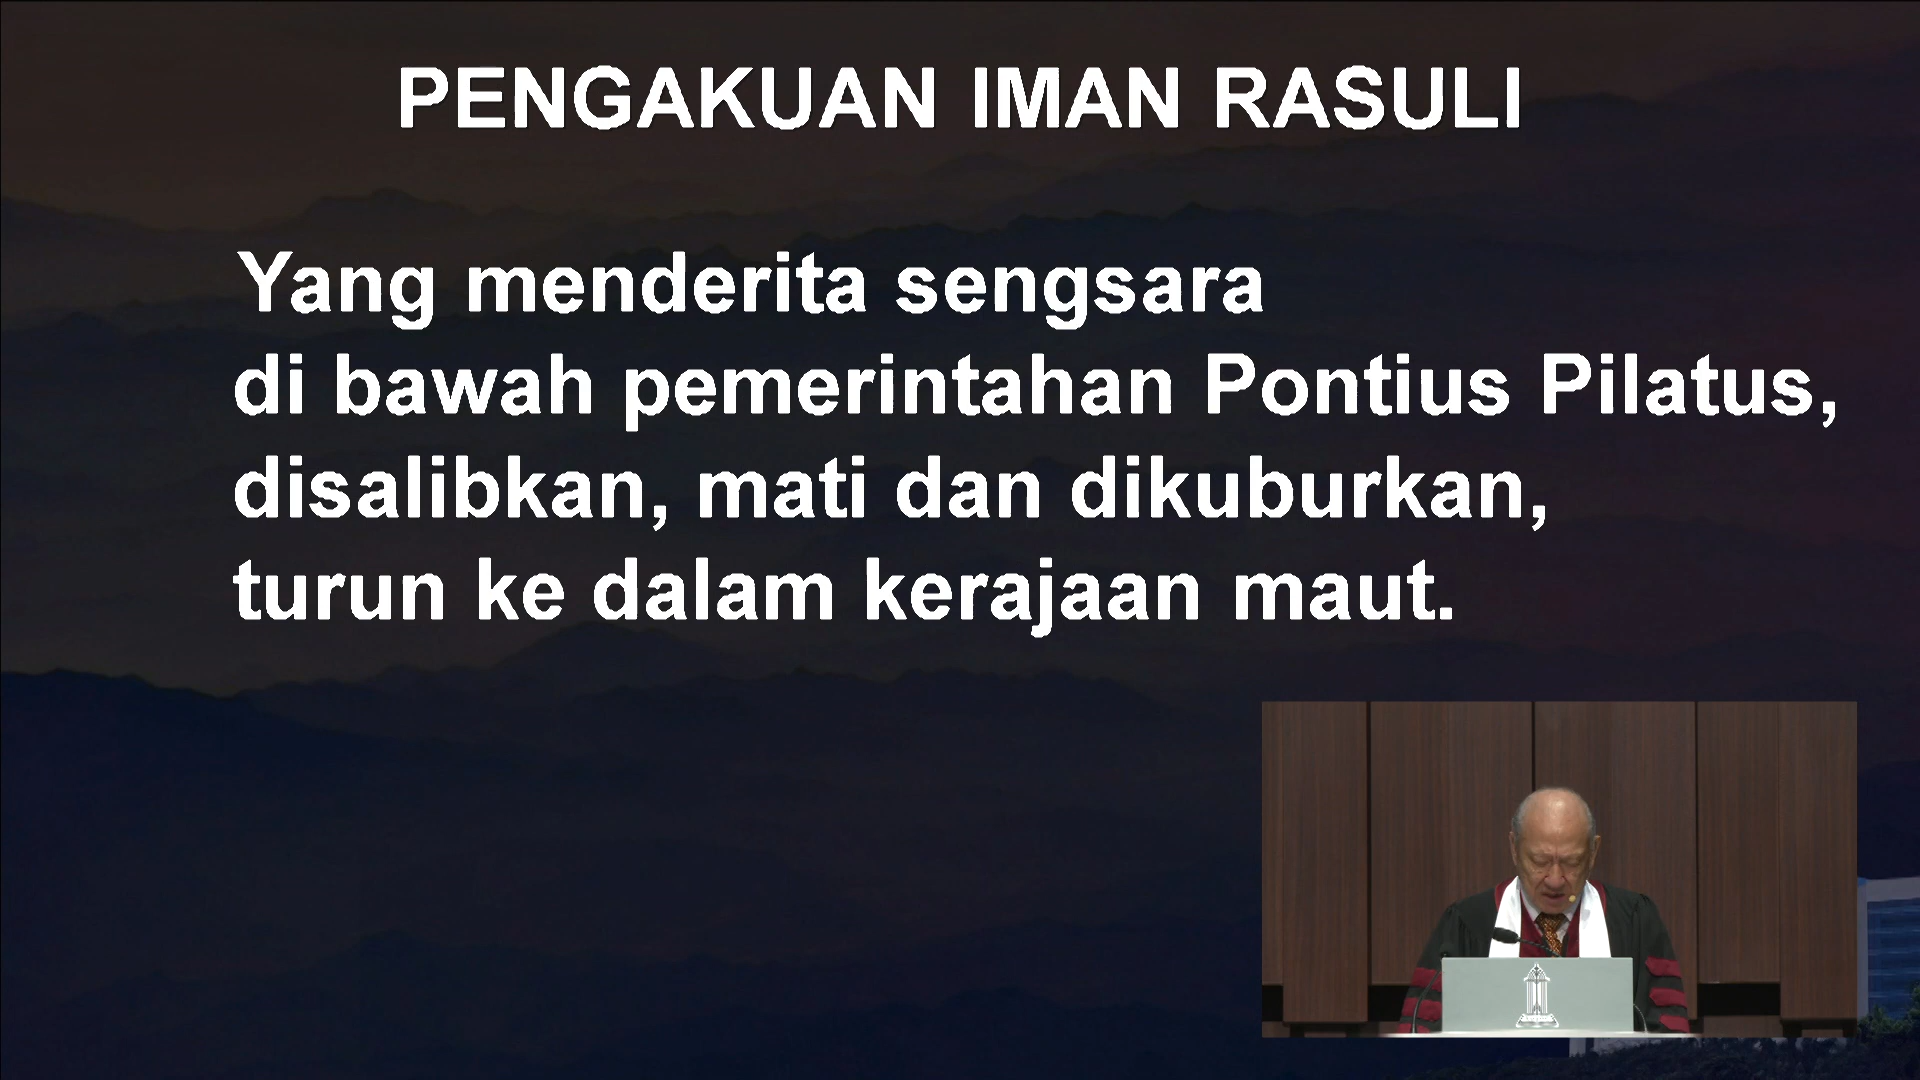 PENGAKUAN IMAN RASULI
Yang menderita sengsara
di bawah pemerintahan Pontius Pilatus,
disalibkan, mati dan dikuburkan,
turun ke dalam kerajaan maut.